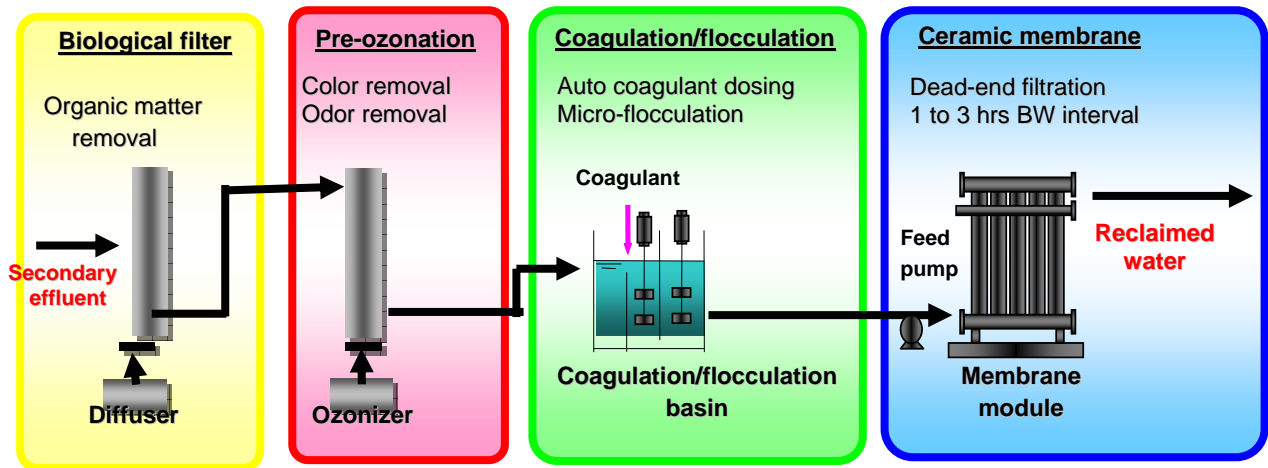 Biological filter
Organic matter
removal
Secondary
effluent
Diffuser
Pre-ozonation
Color removal
Odor removal
Ozonizer
Coagulation/flocculation
Auto coagulant dosing
Micro-flocculation
Coagulant
Coagulation/flocculation
basin
Ceramic membrane
Dead-end filtration
1 to 3 hrs BW interval
Feed
pump
Reclaimed
water
Membrane
module